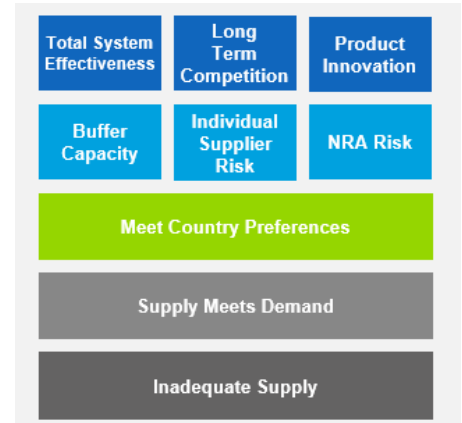 Total System
Effectiveness
Long
Term
Competition
Product
Innovation
Buffer
Capacity
Individual
Supplier
Risk
NRA Risk
Meet Country Preferences
Supply Meets Demand
Inadequate Supply